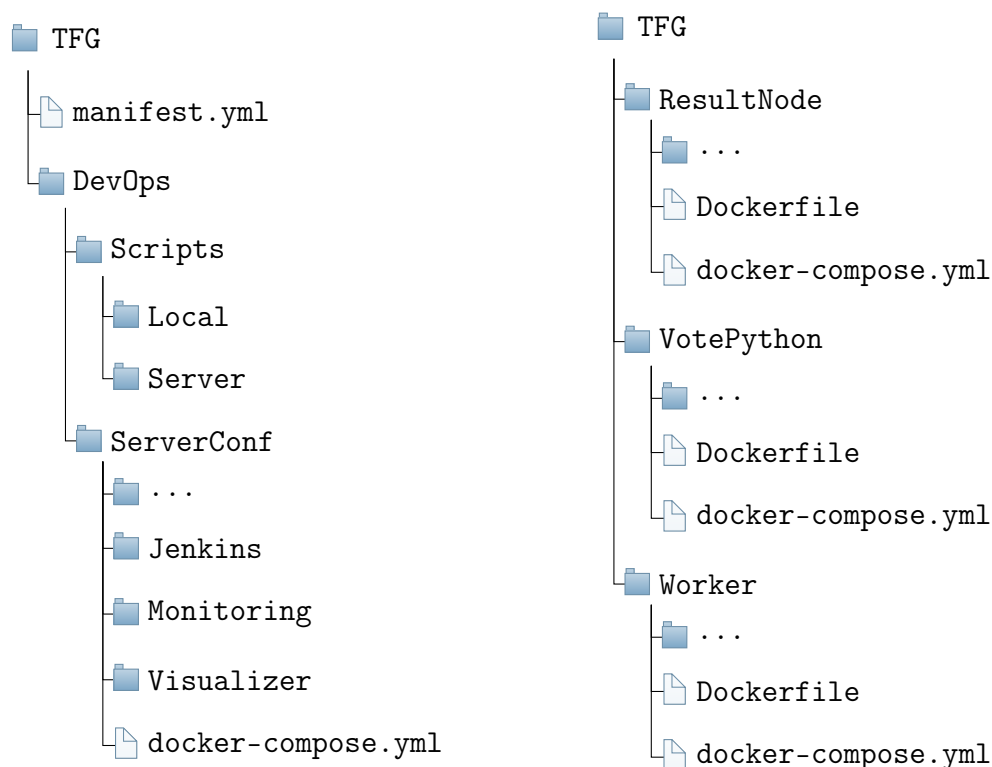 TFG
manifest.yml
DevOps
Scripts
Local
Server
ServerConf
...
Jenkins
Monitoring
Visualizer
docker-compose.yml
TFG
ResultNode
...
Dockerfile
docker-compose.yml
VotePython
...
Dockerfile
docker-compose.yml
Worker
...
Dockerfile
docker-compose.yml